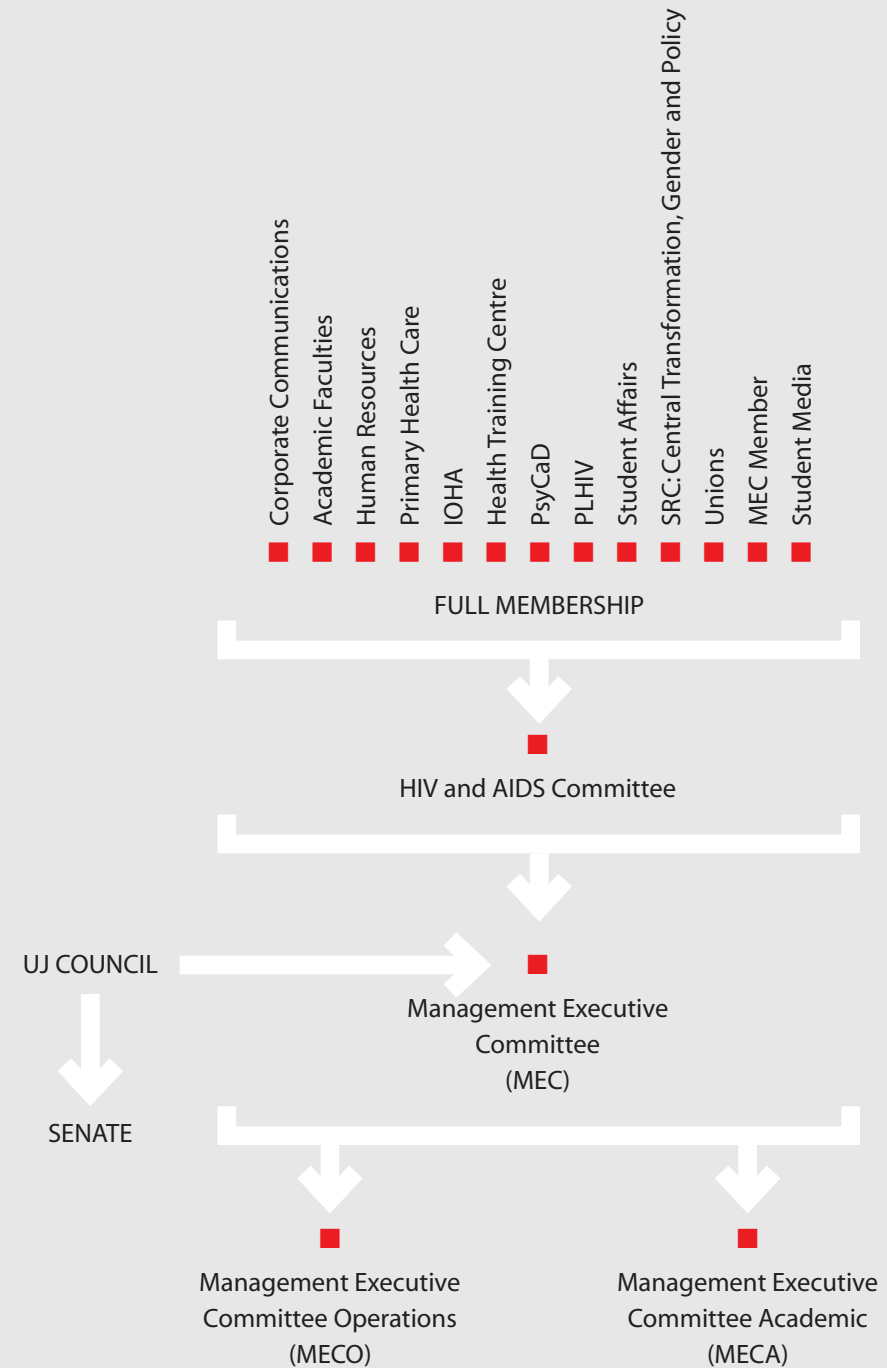 Corporate Communications
Academic Faculties
Human Resources
Primary Health Care
IOHA
Health Training Centre
PsyCaD
PLHIV
Student Affairs
SRC: Central Transformation, Gender and Policy
Unions
MEC Member
Student Media
FULL MEMBERSHIP
HIV and AIDS Committee
UJ COUNCIL
Management Executive
Committee
(MEC)
SENATE
Management Executive
Committee Operations
(MECO)
Management Executive
Committee Academic
(MECA)